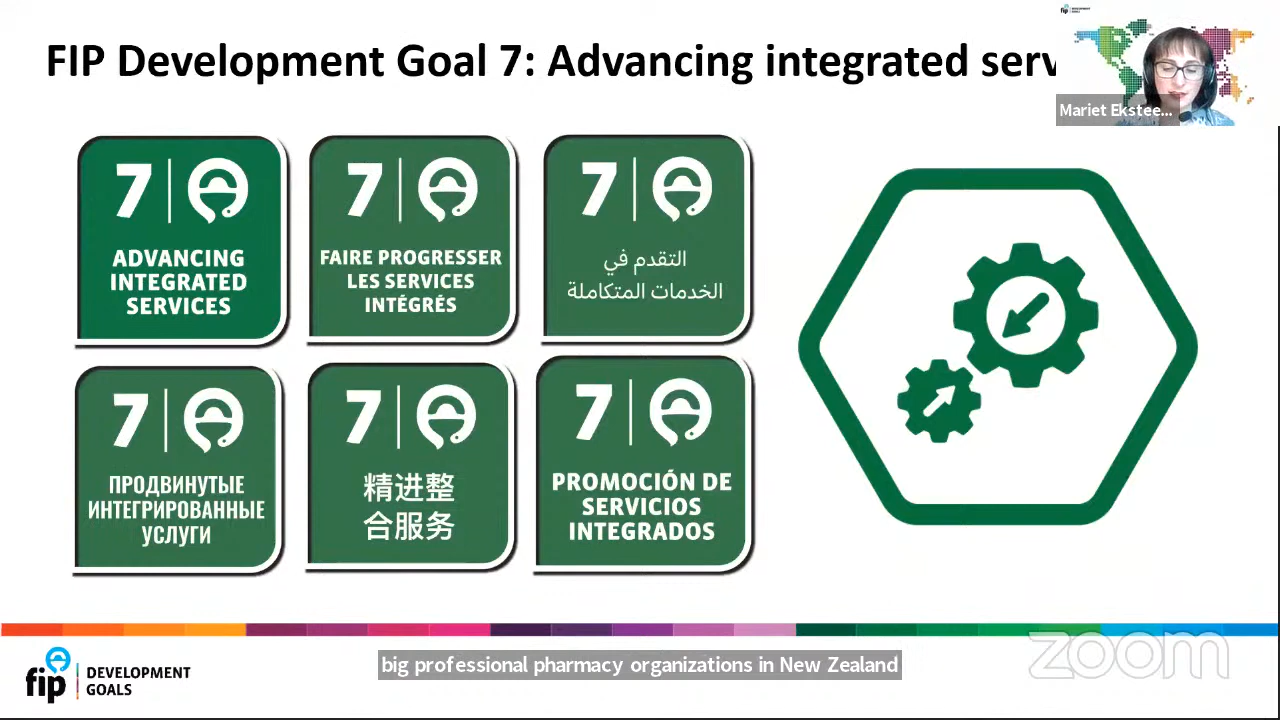 FIP Development Goal 7: Advancing integrated serv
Mariet Ekstee...
7
ADVANCING
INTEGRATED
SERVICES
7
FAIRE PROGRESSER
LES SERVICES
INTÉGRÉS
7
التقدم في
الخدمات المتكاملة
7
ПРОДВИНУТЫЕ
ИНТЕГРИРОВАННЫЕ
УСЛУГИ
7
精进整
合服务
7
PROMOCIÓN DE
SERVICIOS
INTEGRADOS
fip
DEVELOPMENT
GOALS
big professional pharmacy organizations in New Zealand
zoom